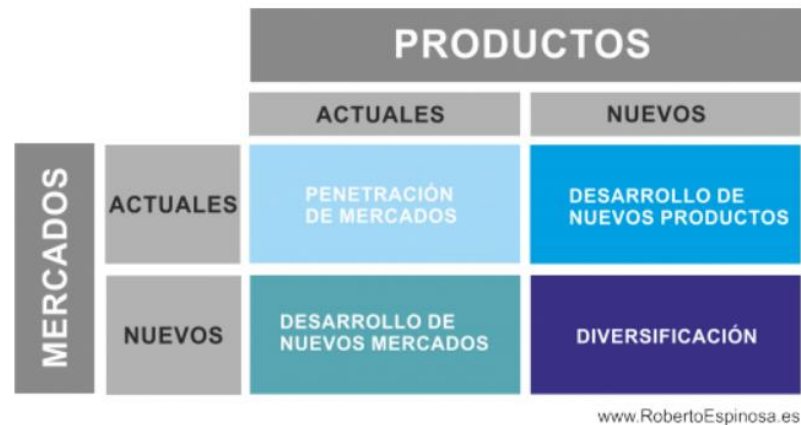 PRODUCTOS
ACTUALES
NUEVOS
MERCADOS
ACTUALES
PENETRACIÓN
DE MERCADOS
DESARROLLO DE
NUEVOS PRODUCTOS
NUEVOS
DESARROLLO DE
NUEVOS MERCADOS
DIVERSIFICACIÓN
www.RobertoEspinosa.es